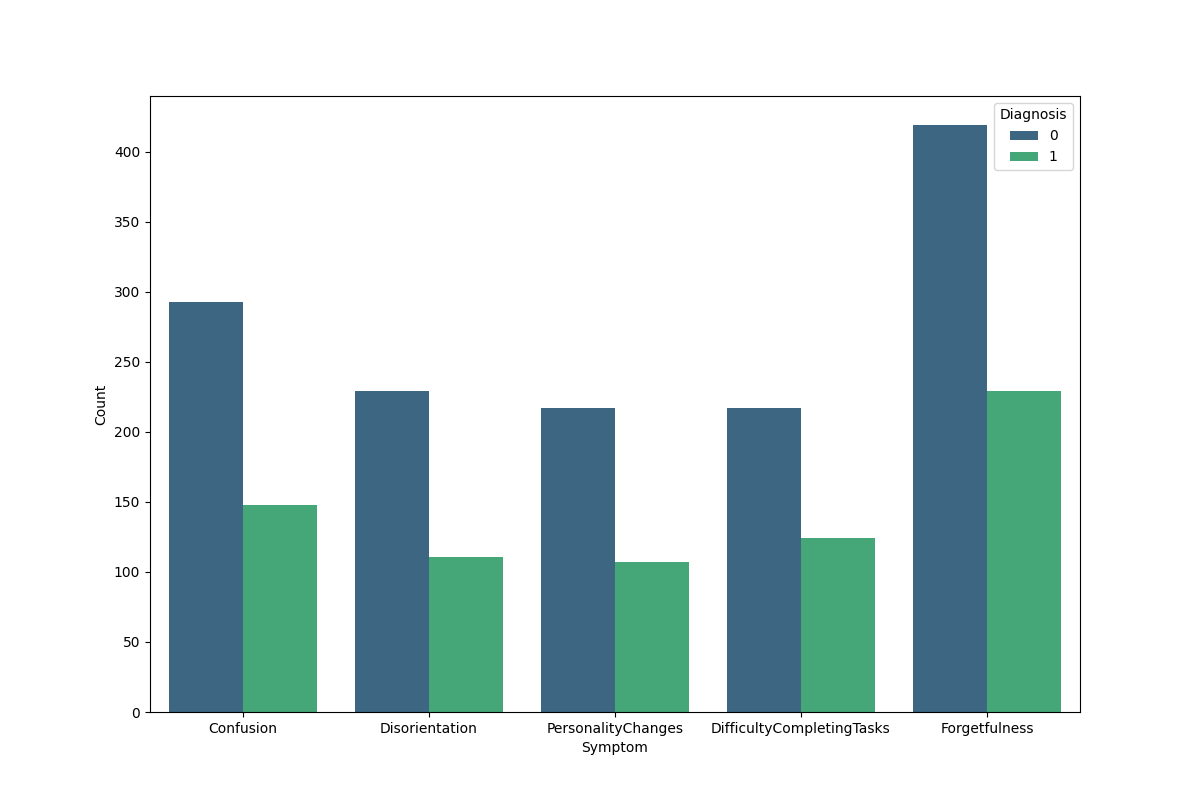 Diagnosis
0
1
400
350
300
250
200
150
100
50
0
Count
Confusion Disorientation PersonalityChanges DifficultyCompletingTasks Forgetfulness
Symptom